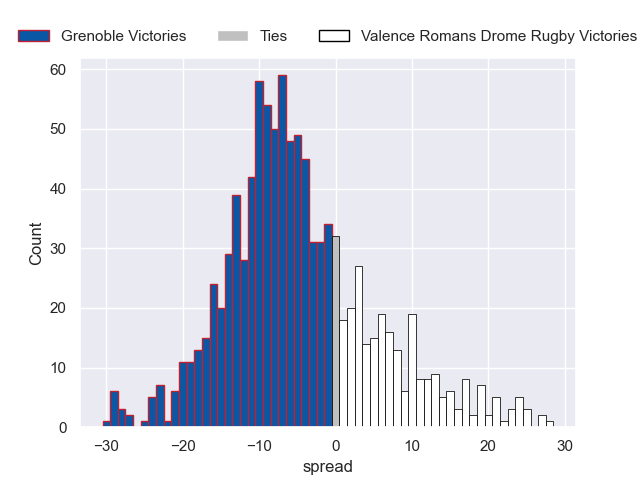 Grenoble Victories Ties Valence Romans Drome Rugby Victories
60
50
40
30
20
10
0
Count
−30 −20 −10 0 10 20 30
spread